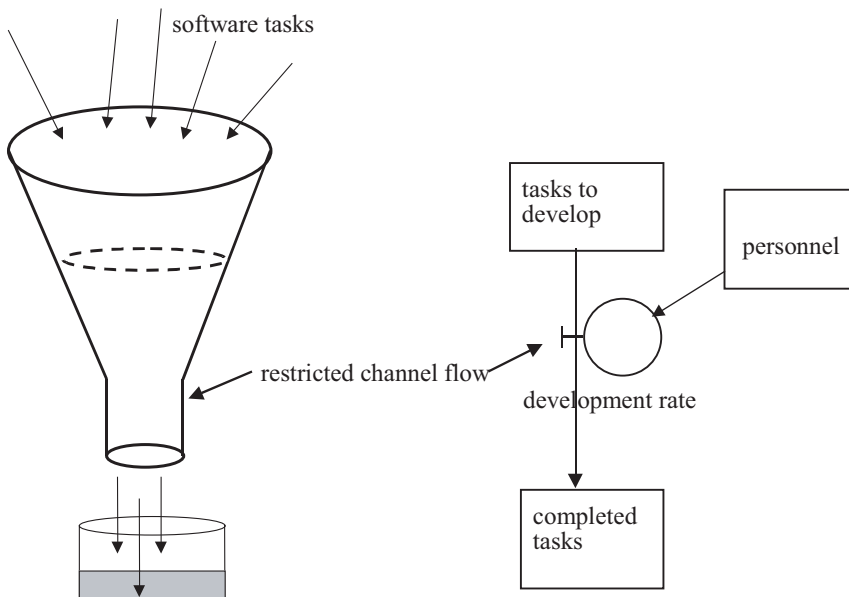 software tasks
tasks to
develop
personnel
restricted channel flow
development rate
completed
tasks